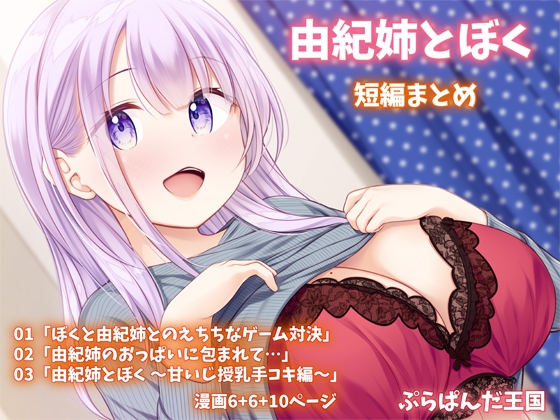 由紀姉とぼく
短編まとめ
01「ぼくと由紀姉とのえちちなゲーム対決」
02「由紀姉のおっぱいに包まれて…」
03「由紀姉とぼく ～甘いじ授乳手コキ編～」
漫画6+6+10ページ
ぷらぱんだ王国